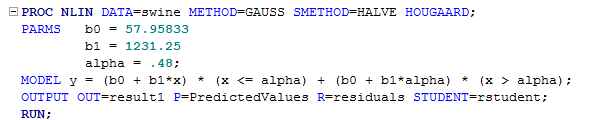 PROC NLIN DATA=swine METHOD=GAUSS SMETHOD=HALVE HOUGAARD;
PARMS b0 = 57.95833
b1 = 1231.25
alpha = .48;
MODEL y = (b0 + b1*x) * (x <= alpha) + (b0 + b1*alpha) * (x > alpha);
OUTPUT OUT=result1 P=PredictedValues R=residuals STUDENT=rstudent;
RUN;